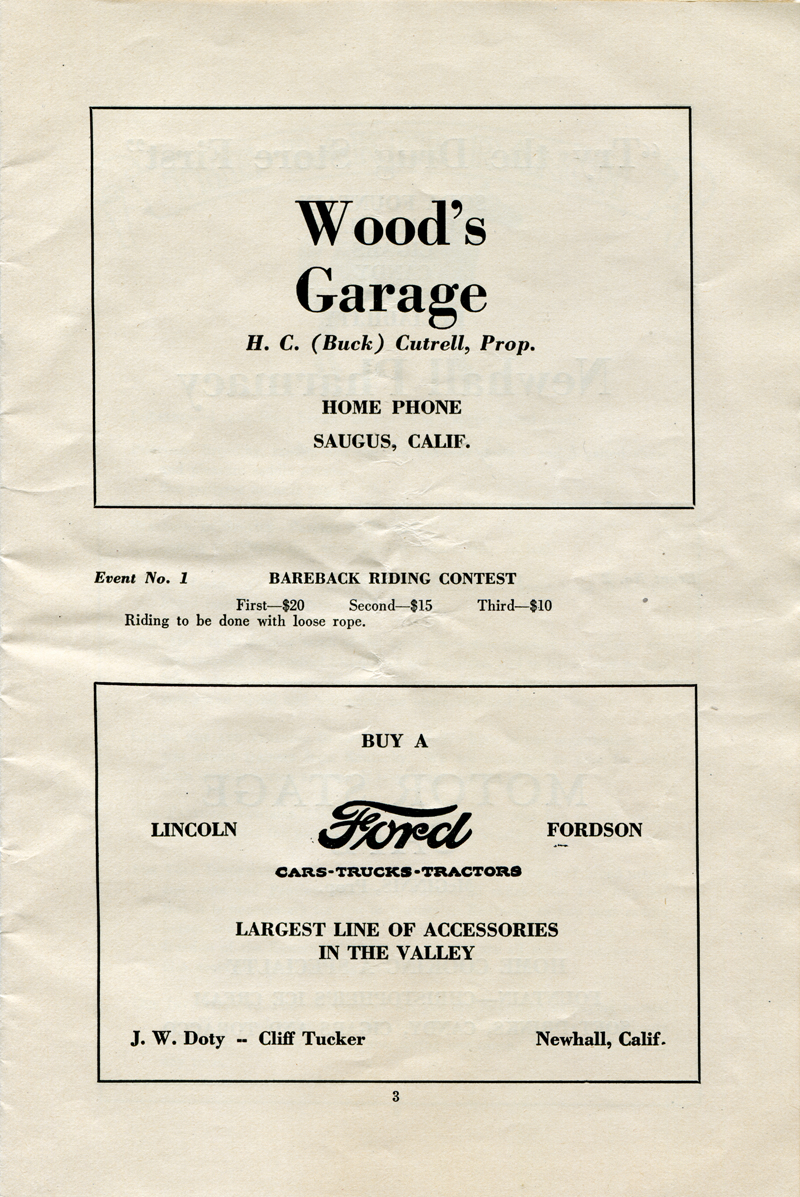 Wood's
Garage
H. C. (Buck) Cutrell, Prop.
HOME PHONE
SAUGUS, CALIF.
Event No. 1 BAREBACK RIDING CONTEST
First—$20 Second—$15 Third—$10
Riding to be done with loose rope.
BUY A
LINCOLN Ford FORDSON
CARS-TRUCKS-TRACTORS
LARGEST LINE OF ACCESSORIES
IN THE VALLEY
J. W. Doty -- Cliff Tucker Newhall, Calif.
3